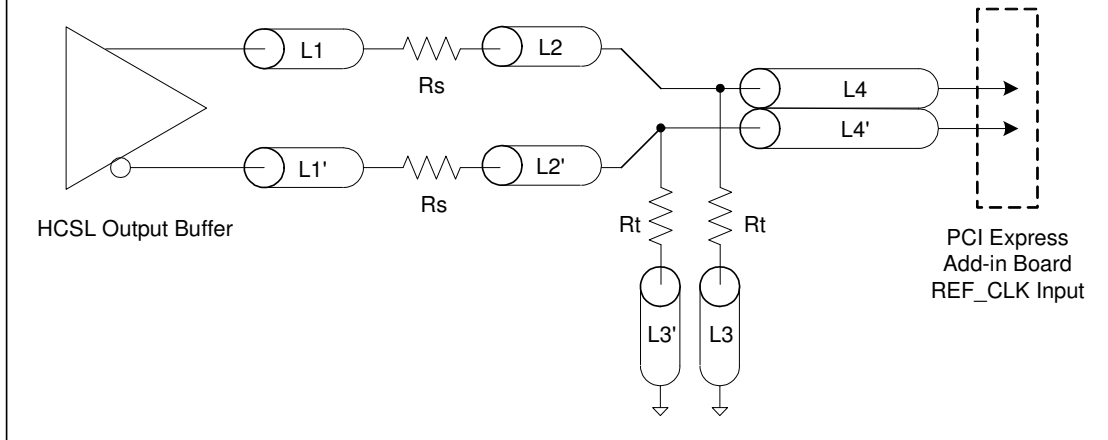 L1
Rs
L2
L4
L4'
L1'
Rs
L2'
HCSL Output Buffer
Rt
Rt
L3'
L3
PCI Express
Add-in Board
REF_CLK Input